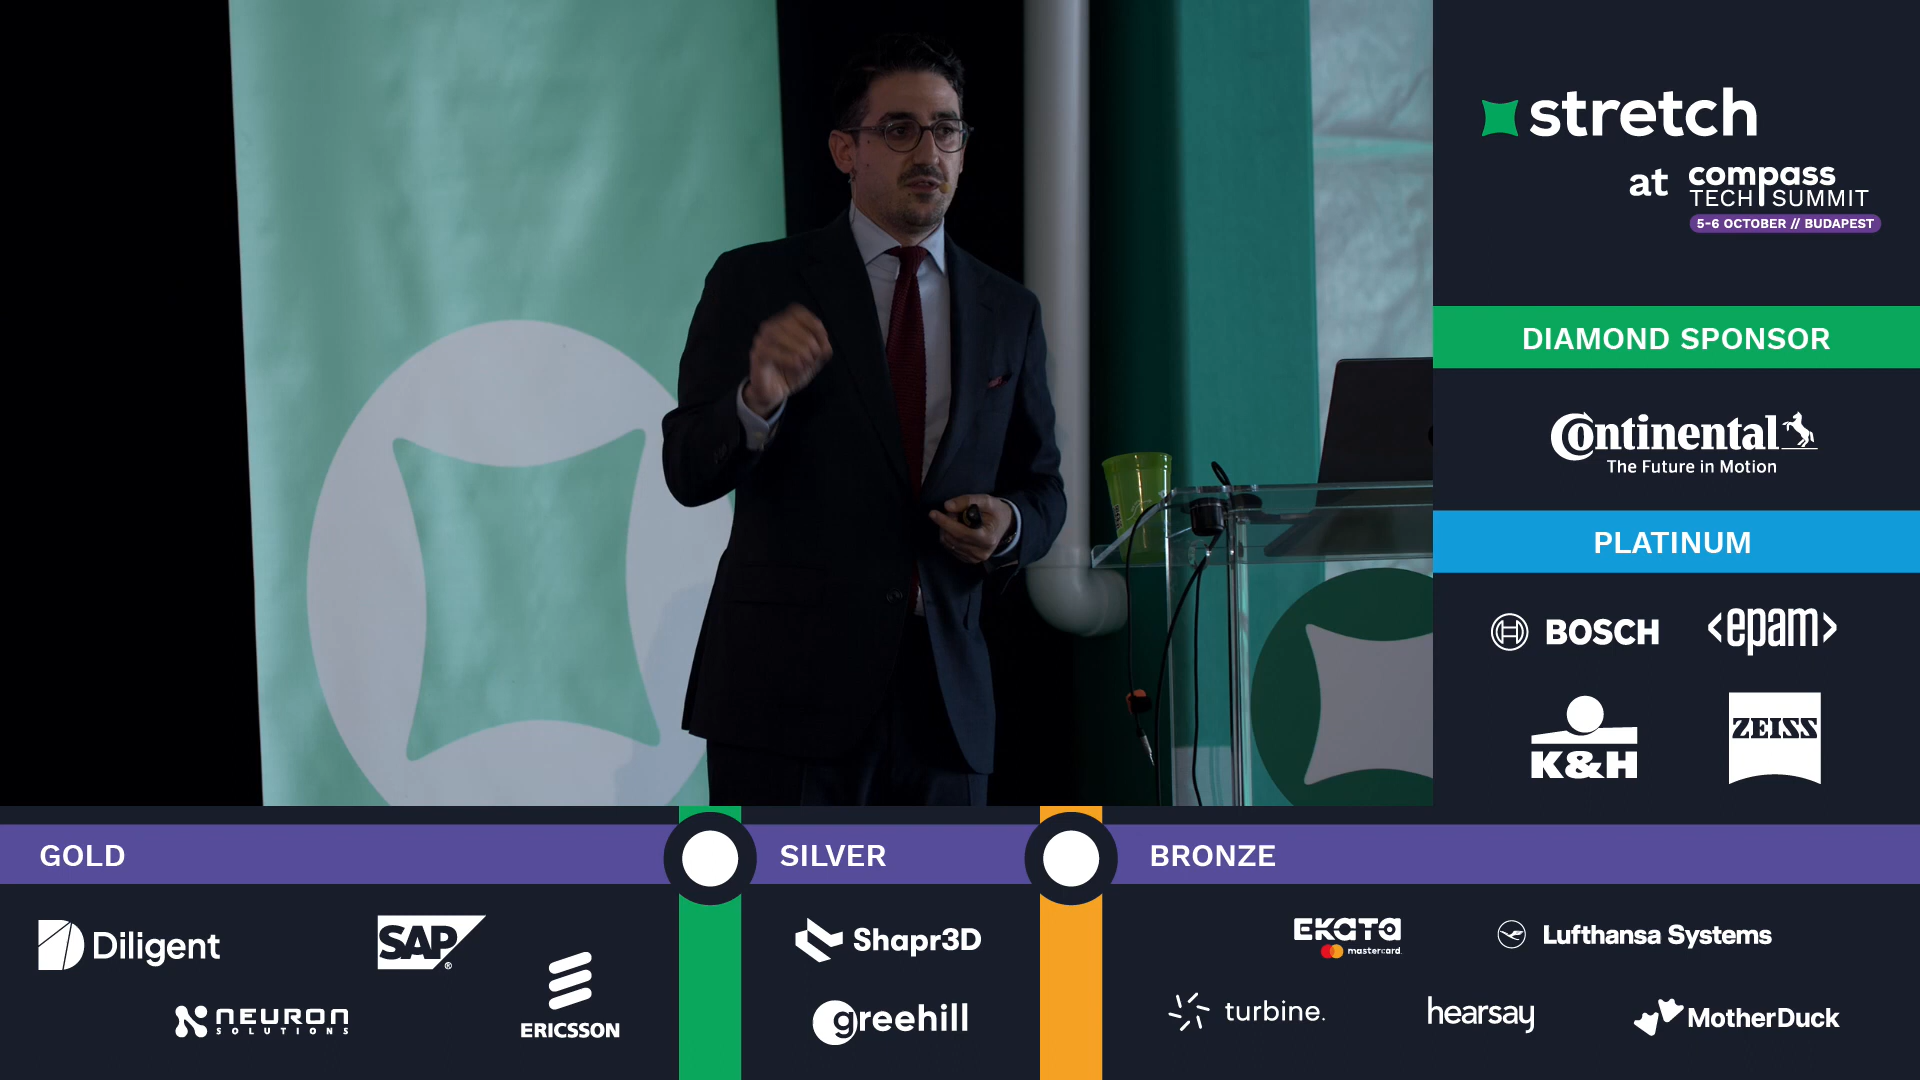 stretch
at
compass
TECH SUMMIT
5-6 OCTOBER // BUDAPEST
DIAMOND SPONSOR
Continental
The Future in Motion
PLATINUM
BOSCH
<epam>
K&H
ZEISS
GOLD
SILVER
BRONZE
Diligent
SAP®
NEURON
SOLUTIONS
ERICSSON
Shapr3D
greehill
EKATA
mastercard.
Lufthansa Systems
turbine.
hearsay
MotherDuck